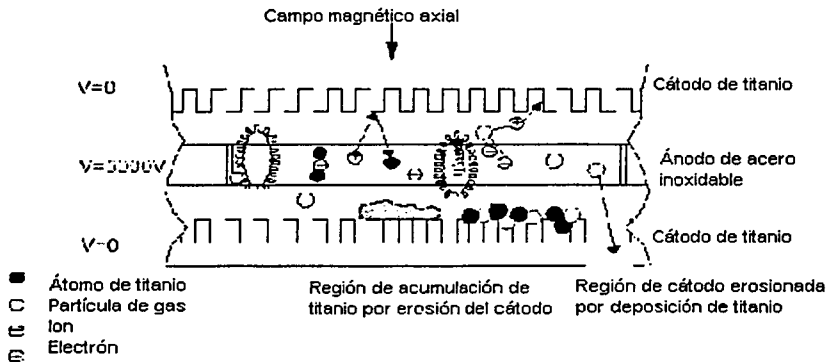 Campo magnético axial
V=0
Cátodo de titanio
Ánodo de acero
inoxidable
V=0
Cátodo de titanio
Átomo de titanio
Partícula de gas
Ion
Electrón
Región de acumulación de
titanio por erosión del cátodo
Región de cátodo erosionada
por deposición de titanio